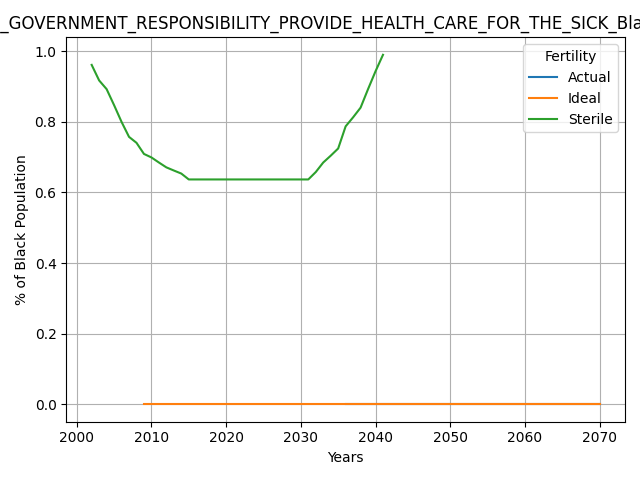 _GOVERNMENT_RESPONSIBILITY_PROVIDE_HEALTH_CARE_FOR_THE_SICK_Bla
1.0
0.8
0.6
0.4
0.2
0.0
% of Black Population
Fertility
Actual
Ideal
Sterile
2000 2010 2020 2030 2040 2050 2060 2070
Years